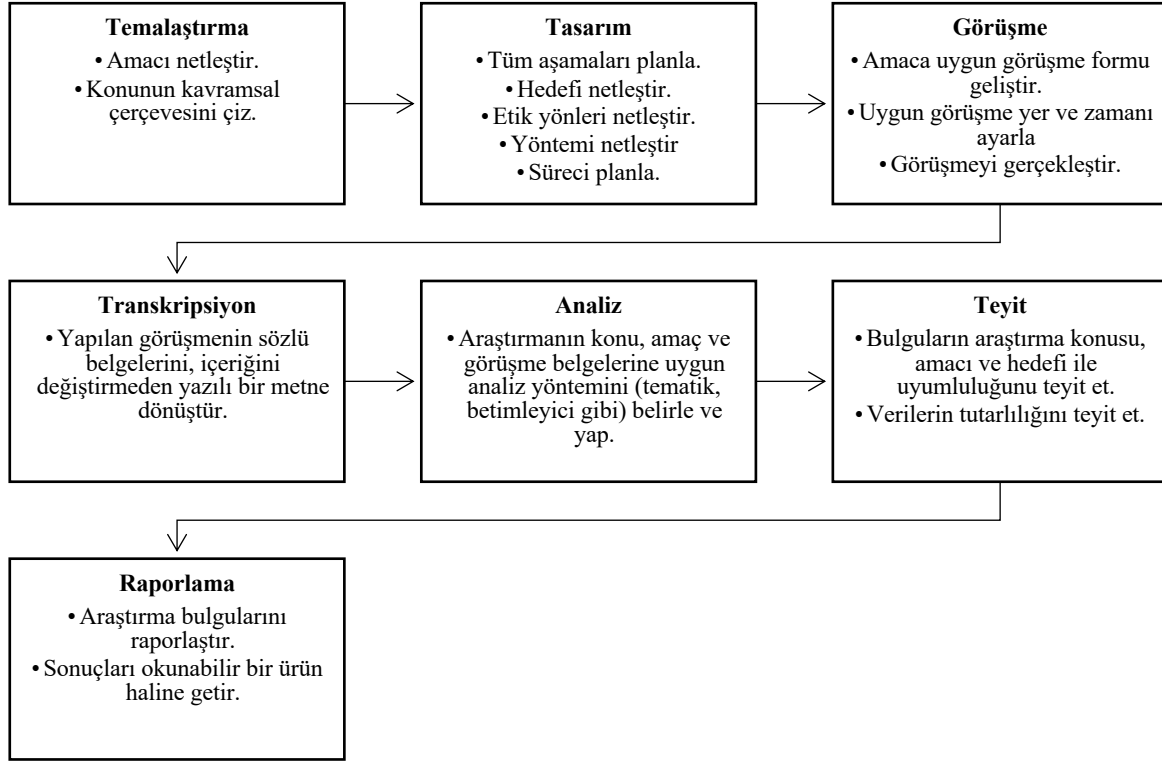 Temalaştırma
• Amacı netleştir.
• Konunun kavramsal
çerçevesini çiz.
Tasarım
• Tüm aşamaları planla.
• Hedefi netleştir.
• Etik yönleri netleştir.
• Yöntemi netleştir
• Süreci planla.
Görüşme
• Amaca uygun görüşme formu
geliştir.
• Uygun görüşme yer ve zamanı
ayarla
• Görüşmeyi gerçekleştir.
Transkripsiyon
• Yapılan görüşmenin sözlü
belgelerini, içeriğini
değiştirmeden yazılı bir metne
dönüştür.
Analiz
• Araştırmanın konu, amaç ve
görüşme belgelerine uygun
analiz yöntemini (tematik,
betimleyici gibi) belirle ve
yap.
Teyit
• Bulguların araştırma konusu,
amacı ve hedefi ile
uyumluluğunu teyit et.
• Verilerin tutarlılığını teyit et.
Raporlama
• Araştırma bulgularını
raporlaştır.
• Sonuçları okunabilir bir ürün
haline getir.